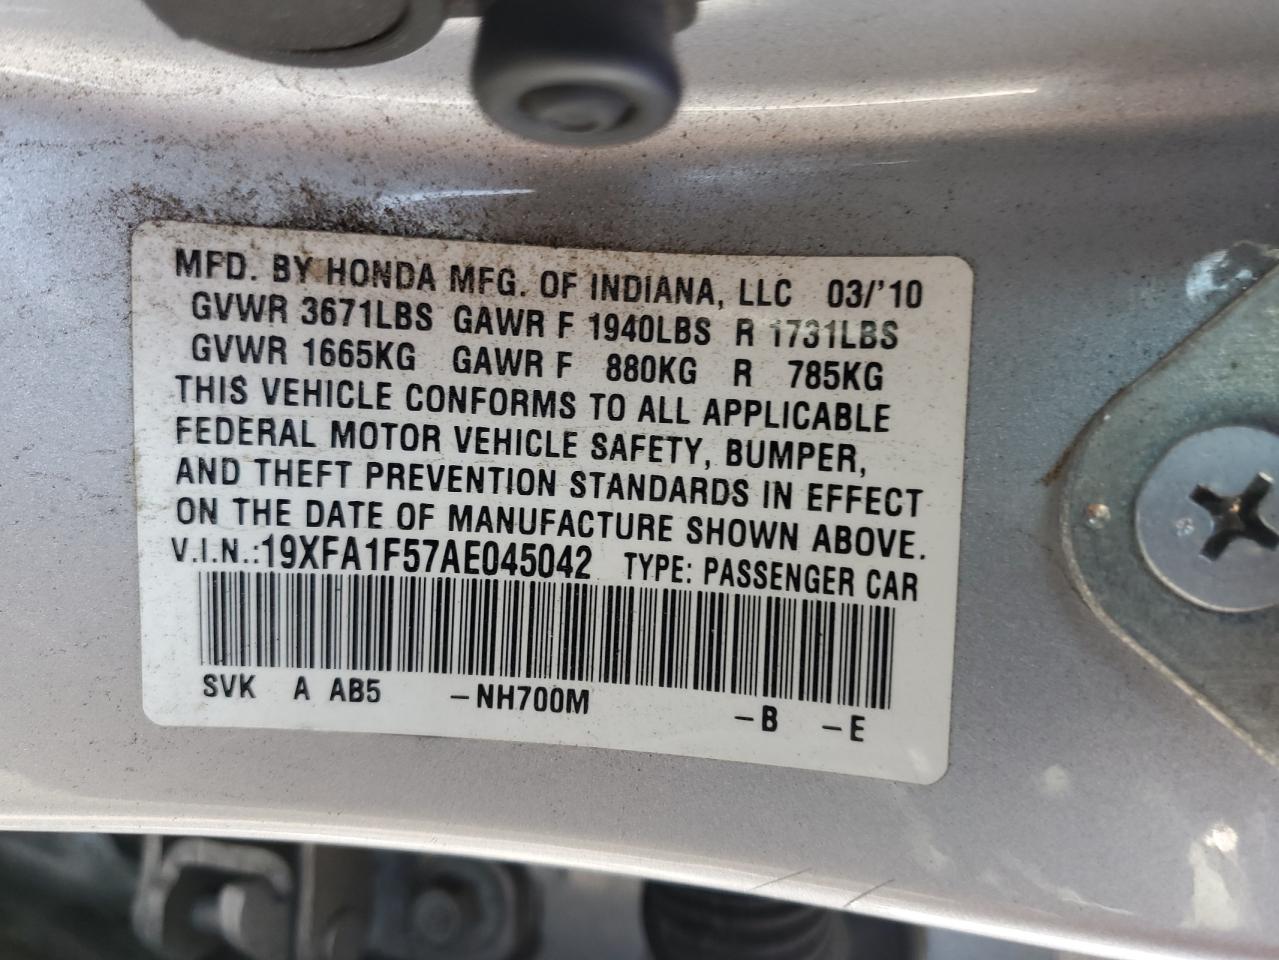 MFD. BY HONDA MFG. OF INDIANA, LLC 03/'10
GVWR 3671LBS GAWR F 1940LBS R 1731LBS
GVWR 1665KG GAWR F 880KG R 785KG
THIS VEHICLE CONFORMS TO ALL APPLICABLE
FEDERAL MOTOR VEHICLE SAFETY, BUMPER,
AND THEFT PREVENTION STANDARDS IN EFFECT
ON THE DATE OF MANUFACTURE SHOWN ABOVE.
V.I.N.:19XFA1F57AE045042 TYPE: PASSENGER CAR
SVK A AB5 –NH700M –B –E